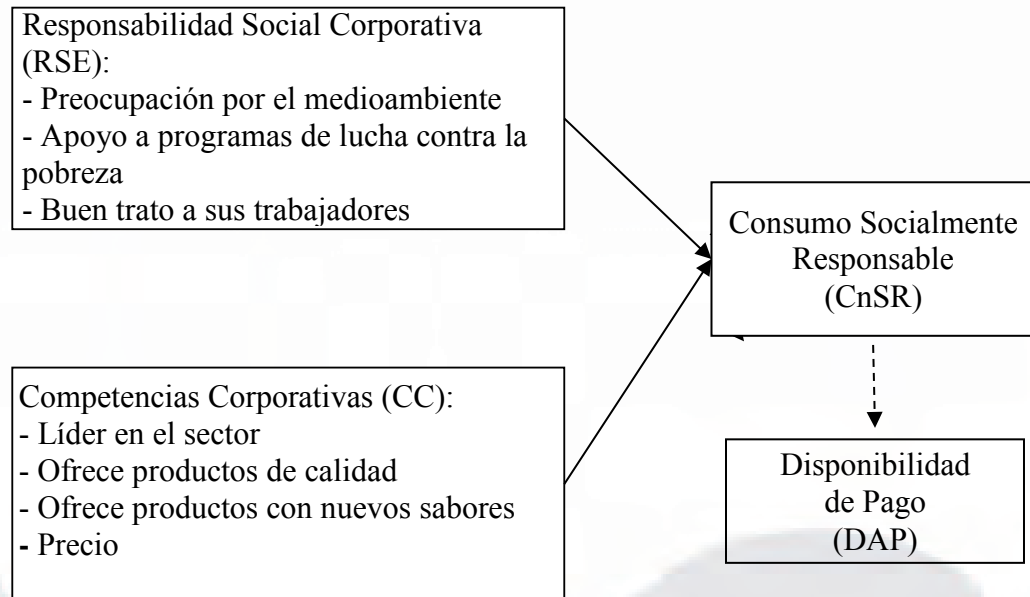 Responsabilidad Social Corporativa
(RSE):
- Preocupación por el medioambiente
- Apoyo a programas de lucha contra la
pobreza
- Buen trato a sus trabajadores
Consumo Socialmente
Responsable
(CnSR)
Competencias Corporativas (CC):
- Líder en el sector
- Ofrece productos de calidad
- Ofrece productos con nuevos sabores
- Precio
Disponibilidad
de Pago
(DAP)